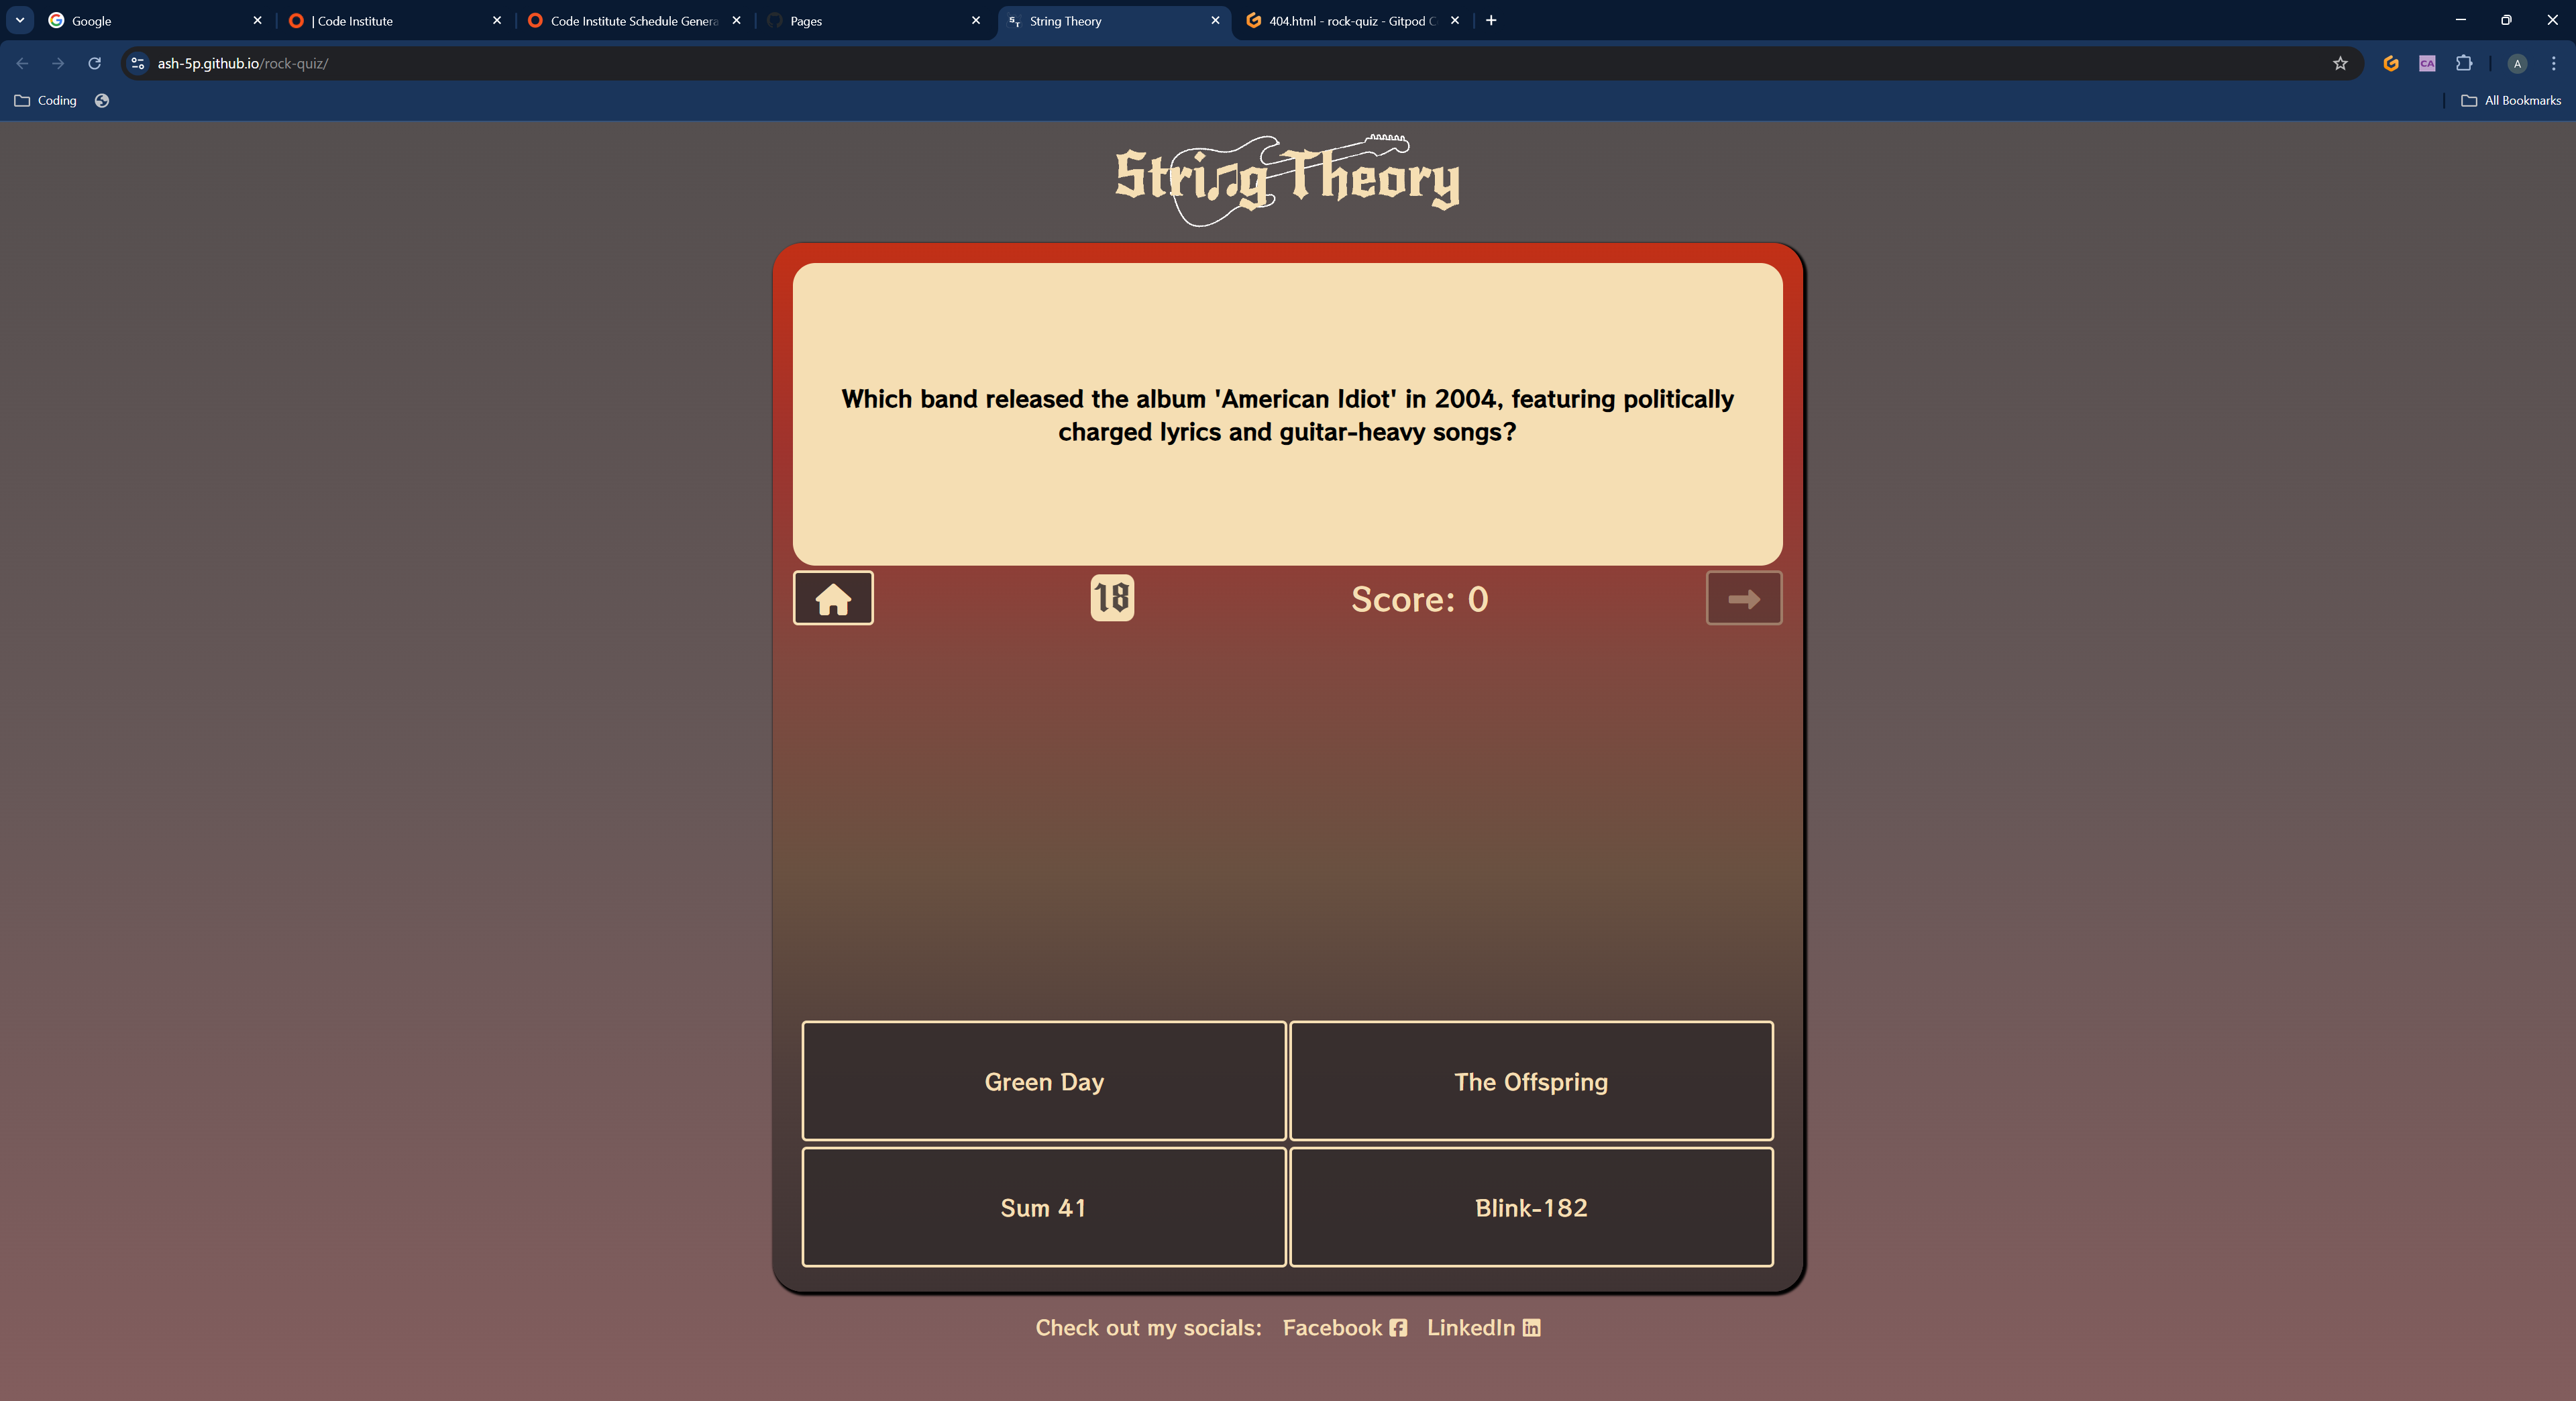 Google
| Code Institute
Code Institute Schedule Genera
Pages
String Theory
404.html - rock-quiz - Gitpod C
ash-5p.github.io/rock-quiz/
CA
A
Coding
All Bookmarks
String Theory
Which band released the album 'American Idiot' in 2004, featuring politically
charged lyrics and guitar-heavy songs?
18
Score: 0
Green Day
The Offspring
Sum 41
Blink-182
Check out my socials: Facebook LinkedIn